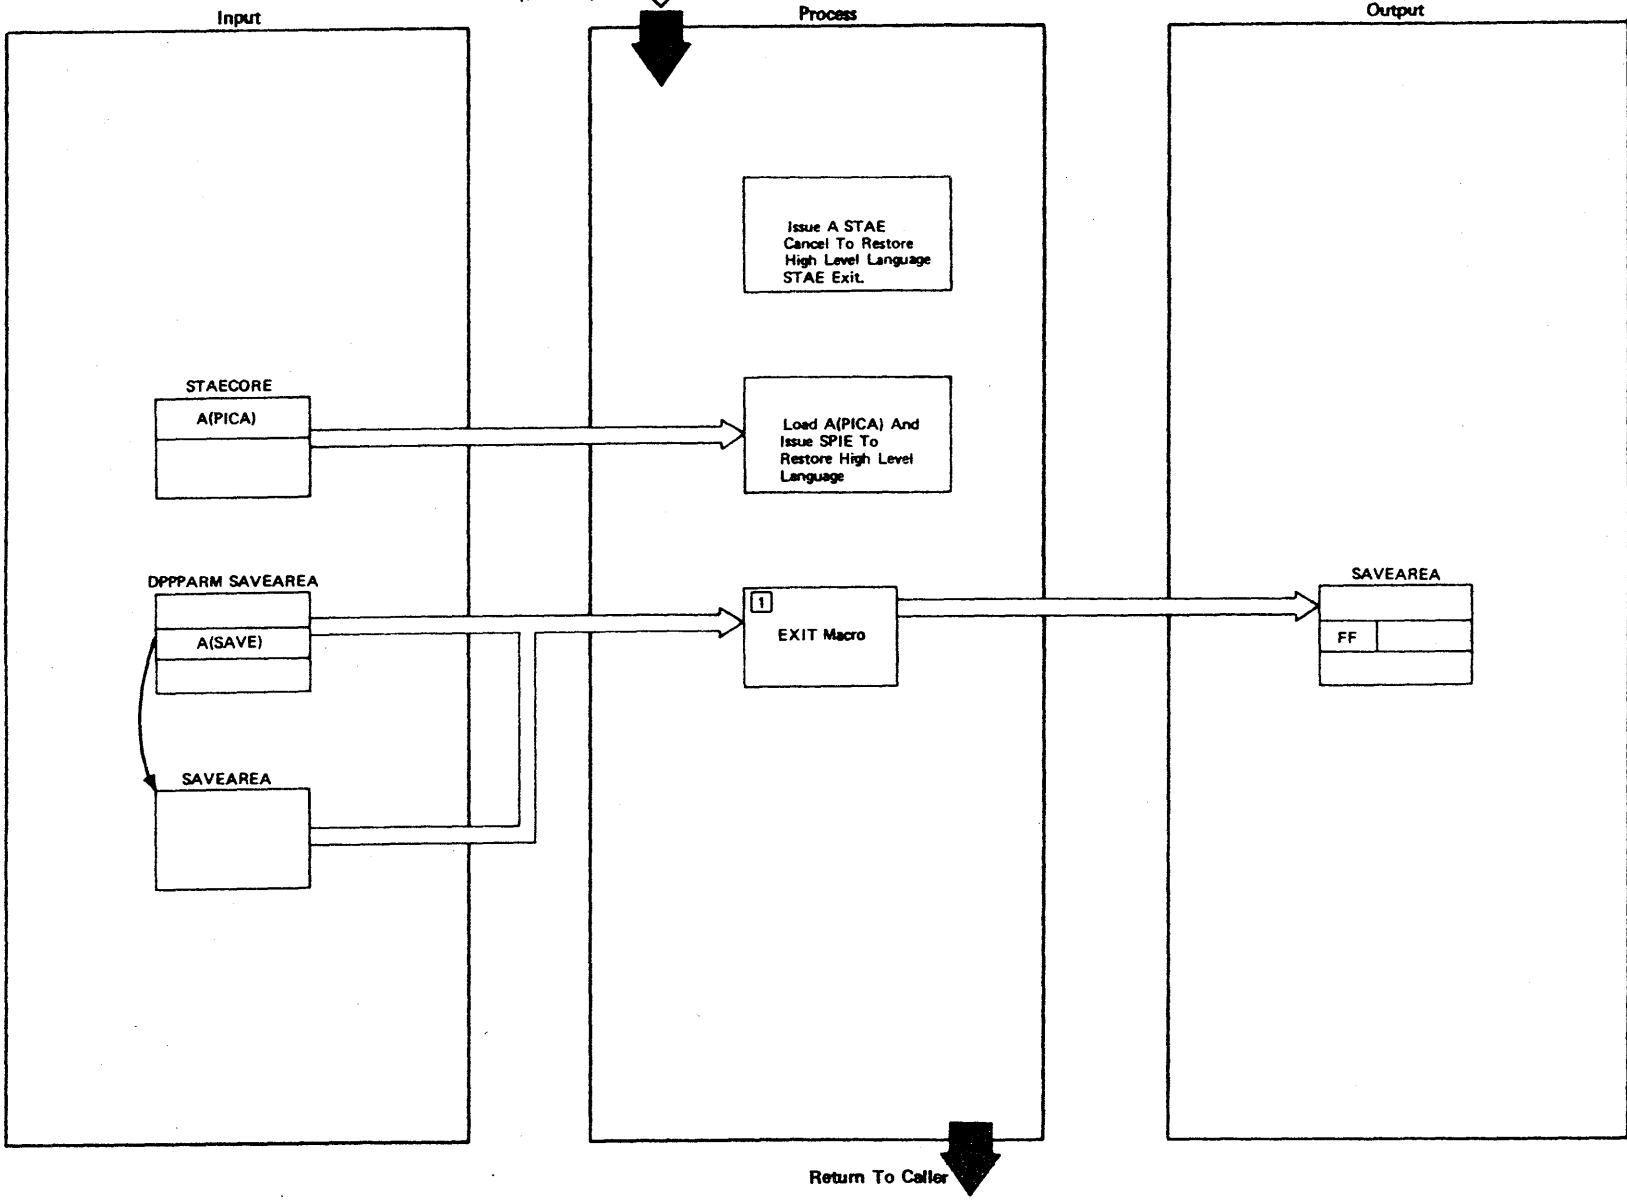 Input
Process
Output
Issue A STAE
Cancel To Restore
High Level Language
STAE Exit.
STAECORE
A(PICA)
Load A(PICA) And
Issue SPIE To
Restore High Level
Language
DPPPARM SAVEAREA
A(SAVE)
1
EXIT Macro
SAVEAREA
FF
SAVEAREA
Return To Caller